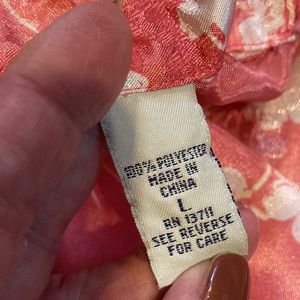 100% POLYESTER
MADE IN
CHINA
L
RN 13711
SEE REVERSE
FOR CARE